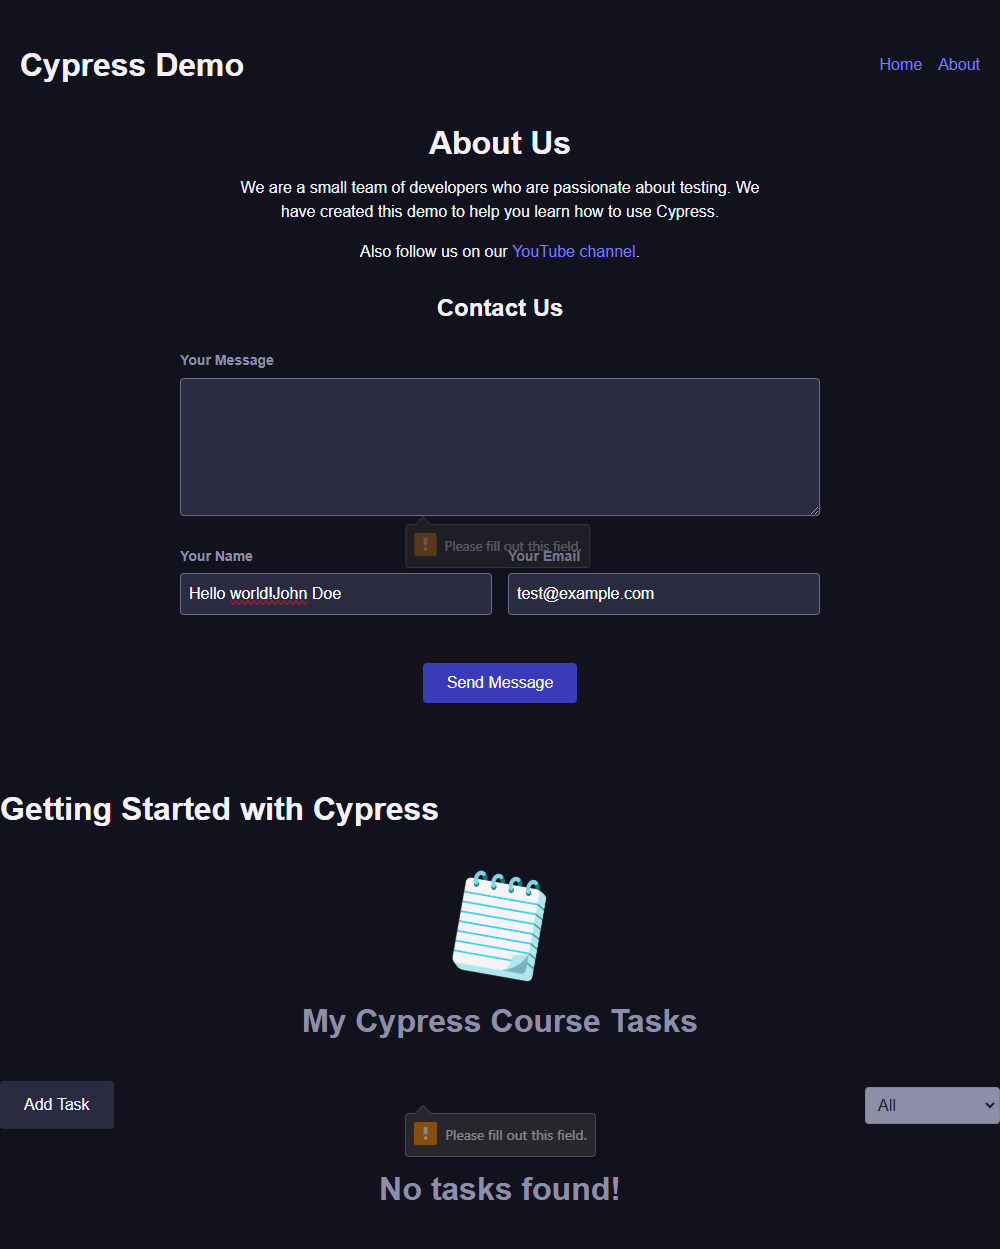 Cypress Demo
Home About
About Us
We are a small team of developers who are passionate about testing. We
have created this demo to help you learn how to use Cypress.
Also follow us on our YouTube channel.
Contact Us
Your Message
Please fill out this field.
Your Name
Your Email
Hello world!John Doe
test@example.com
Send Message
Getting Started with Cypress
My Cypress Course Tasks
Add Task
All
Please fill out this field.
No tasks found!